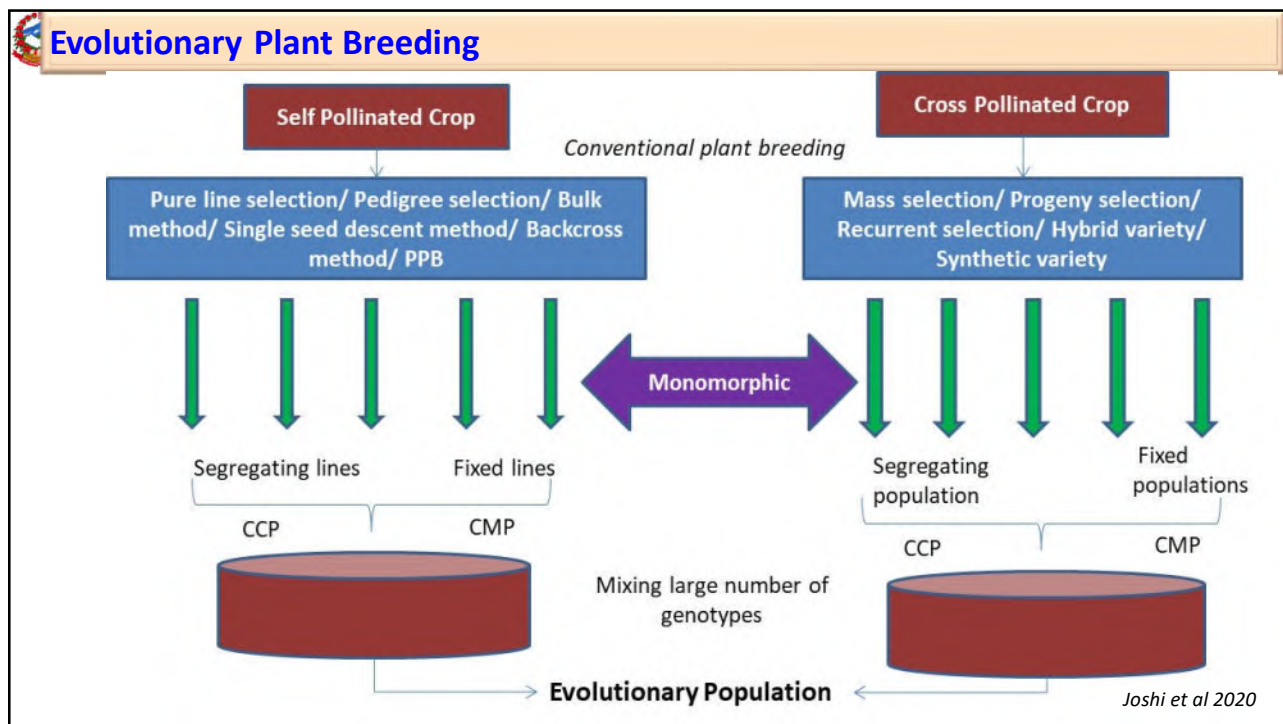 Evolutionary Plant Breeding
Self Pollinated Crop
Cross Pollinated Crop
Conventional plant breeding
Pure line selection/ Pedigree selection/ Bulk
method/ Single seed descent method/ Backcross
method/ PPB
Mass selection/ Progeny selection/
Recurrent selection/ Hybrid variety/
Synthetic variety
Monomorphic
Segregating lines
Fixed lines
Segregating
population
Fixed
populations
CCP
CMP
CCP
CMP
Mixing large number of
genotypes
Evolutionary Population
Joshi et al 2020